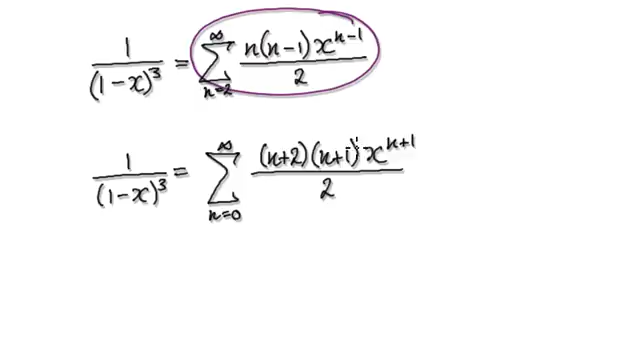 1/(1-x)^3 = ∑_{n=2}^{∞} n(n-1)x^{n-1}/2
1/(1-x)^3 = ∑_{n=0}^{∞} (n+2)(n+1)x^{n+1}/2